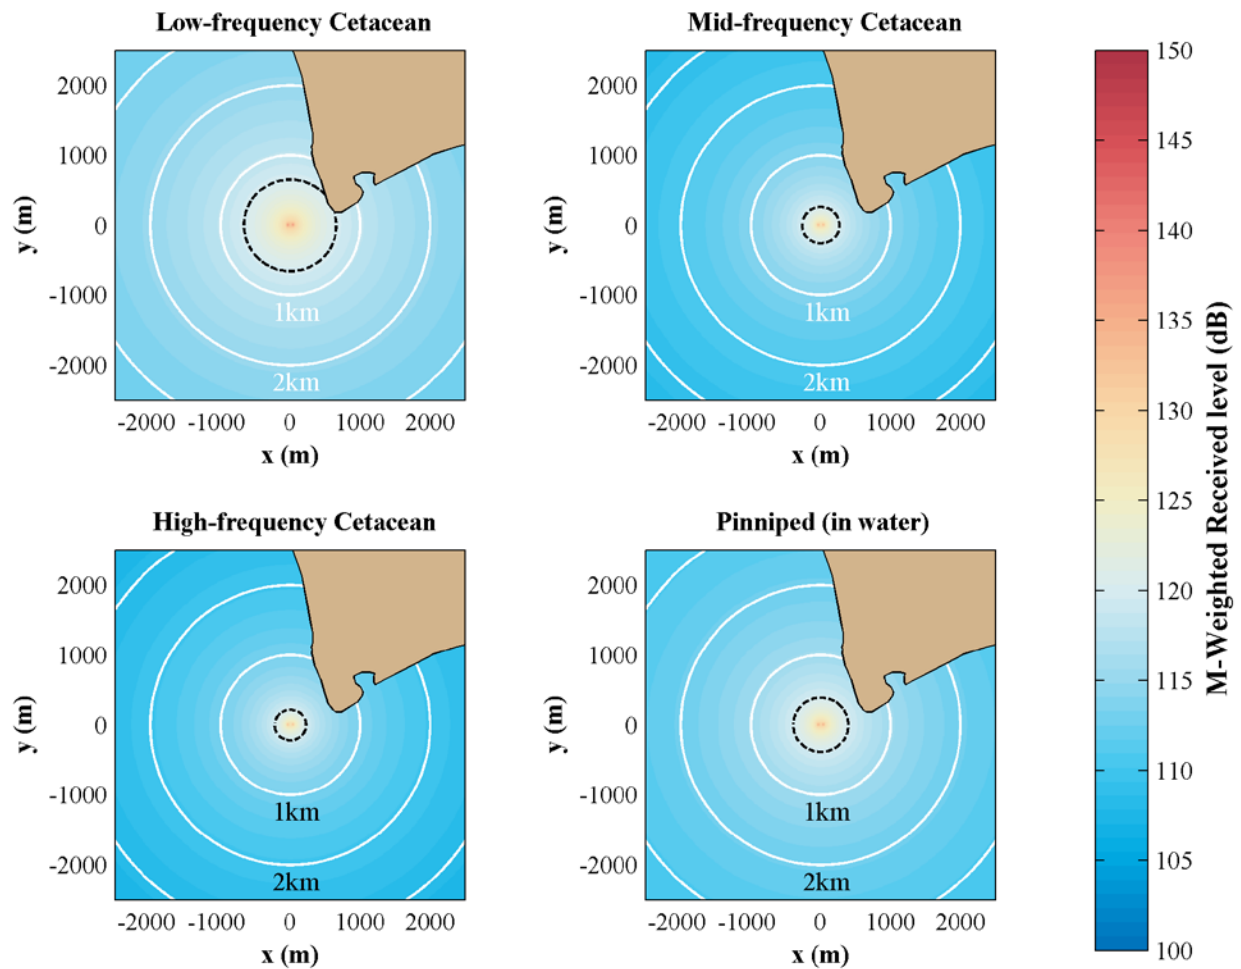 Low-frequency Cetacean
2000
1000
0
-1000
-2000
y (m)
1km
2km
-2000 -1000 0 1000 2000
x (m)
Mid-frequency Cetacean
2000
1000
0
-1000
-2000
y (m)
1km
2km
-2000 -1000 0 1000 2000
x (m)
High-frequency Cetacean
2000
1000
0
-1000
-2000
y (m)
1km
2km
-2000 -1000 0 1000 2000
x (m)
Pinniped (in water)
2000
1000
0
-1000
-2000
y (m)
1km
2km
-2000 -1000 0 1000 2000
x (m)
150
145
140
135
130
125
120
115
110
105
100
M-Weighted Received level (dB)